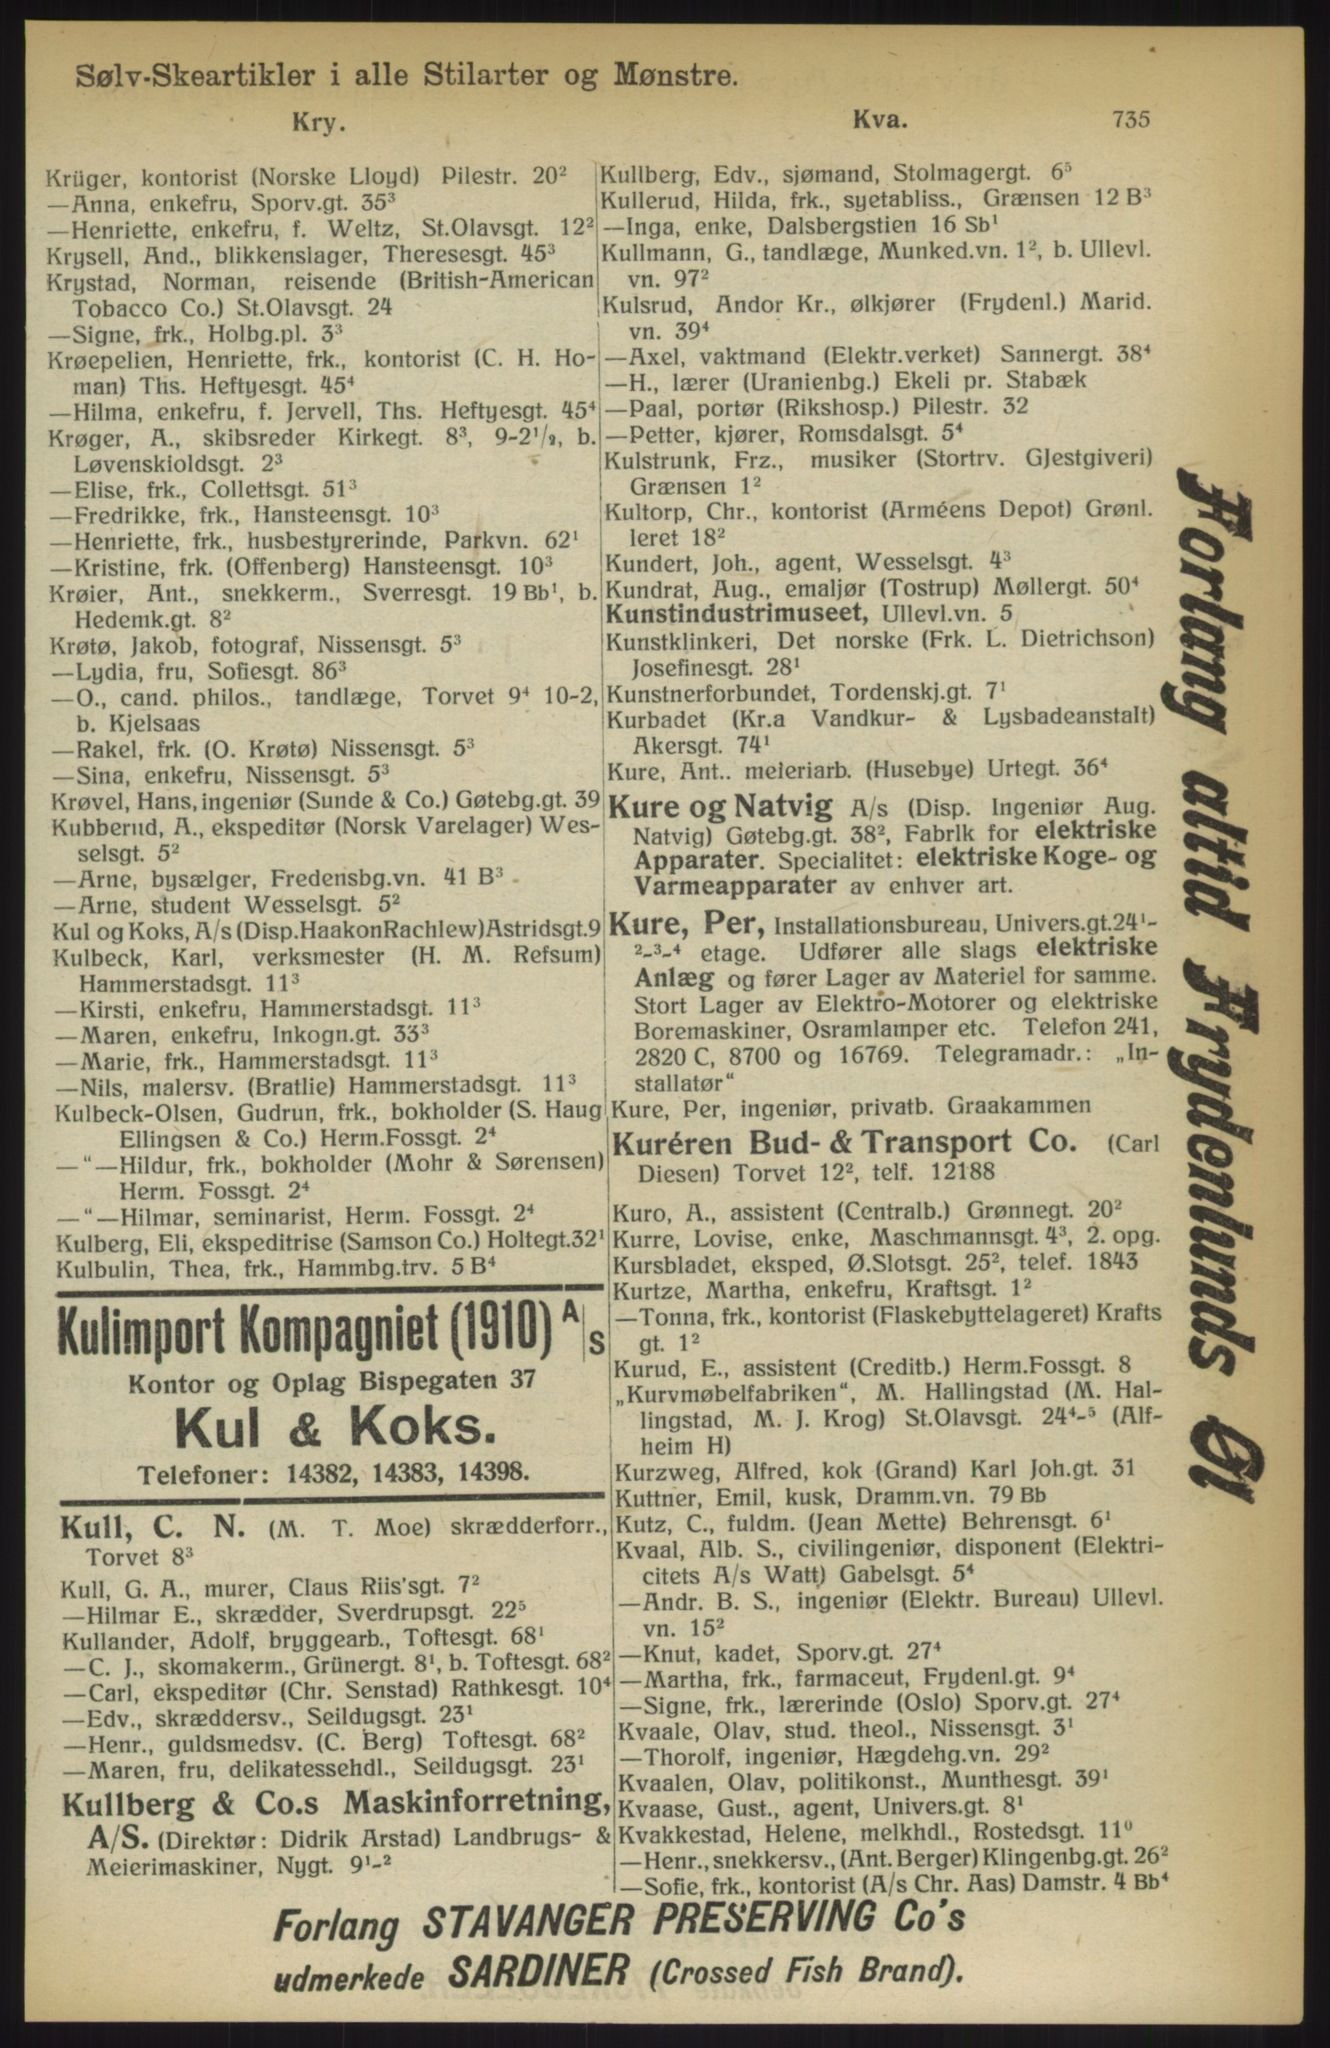 Sølv-Skeartikler i alle Stilarter og Mønstre.
Kry.
Kva.
735
Krüger, kontorist (Norske Lloyd) Pilestr. 20²
—Anna, enkefru, Sporv.gt. 35³
—Henriette, enkefru, f. Weltz, St.Olavsgt. 12²
Krysell, And., blikkenslager, Theresesgt. 45³
Krystad, Norman, reisende (British-American
Tobacco Co.) St.Olavsgt. 24
—Signe, frk., Holbg.pl. 3³
Krøepelien, Henriette, frk., kontorist (C. H. Ho-
man) Ths. Heftyesgt. 45⁴
—Hilma, enkefru, f. Jervell, Ths. Heftyesgt. 45⁴
Krøger, A., skibsreder Kirkegt. 8³, 9-2¹/₂, b.
Løvenskioldsgt. 2³
—Elise, frk., Collettsgt. 51³
—Fredrikke, frk., Hansteensgt. 10³
—Henriette, frk., husbestyrerinde, Parkvn. 62¹
—Kristine, frk. (Offenberg) Hansteensgt. 10³
Krøier, Ant., snekkerm., Sverresgt. 19 Bb¹, b.
Hedemk.gt. 8²
Krøtø, Jakob, fotograf, Nissensgt. 5³
—Lydia, fru, Sofiesgt. 86³
—O., cand. philos., tandlæge, Torvet 9⁴ 10-2,
b. Kjelsaas
—Rakel, frk. (O. Krøtø) Nissensgt. 5³
—Sina, enkefru, Nissensgt. 5³
Krøvel, Hans, ingeniør (Sunde & Co.) Gøtebg.gt. 39
Kubberud, A., ekspeditør (Norsk Varelager) Wes-
selsgt. 5²
—Arne, bysælger, Fredensbg.vn. 41 B³
—Arne, student Wesselsgt. 5²
Kul og Koks, A/s (Disp.HaakonRachlew)Astridsgt.9
Kulbeck, Karl, verksmester (H. M. Refsum)
Hammerstadsgt. 11³
—Kirsti, enkefru, Hammerstadsgt. 11³
—Maren, enkefru, Inkogn.gt. 33³
—Marie, frk., Hammerstadsgt. 11³
—Nils, malersv. (Bratlie) Hammerstadsgt. 11³
Kulbeck-Olsen, Gudrun, frk., bokholder (S. Haug
Ellingsen & Co.) Herm.Fossgt. 2⁴
—“—Hildur, frk., bokholder (Mohr & Sørensen)
Herm. Fossgt. 2⁴
—“—Hilmar, seminarist, Herm. Fossgt. 2⁴
Kulberg, Eli, ekspeditrise (Samson Co.) Holtegt.32¹
Kulbulin, Thea, frk., Hammbg.trv. 5 B⁴
Kulimport Kompagniet (1910) A/S
Kontor og Oplag Bispegaten 37
Kul & Koks.
Telefoner: 14382, 14383, 14398.
Kull, C. N. (M. T. Moe) skrædderforr.,
Torvet 8³
Kull, G. A., murer, Claus Riis'sgt. 7²
—Hilmar E., skrædder, Sverdrupsgt. 22⁵
Kullander, Adolf, bryggearb., Toftesgt. 68¹
—C. J., skomakerm., Grünergt. 8¹, b. Toftesgt. 68²
—Carl, ekspeditør (Chr. Senstad) Rathkesgt. 10⁴
—Edv., skræddersv., Seildugsgt. 23¹
—Henr., guldsmedsv. (C. Berg) Toftesgt. 68²
—Maren, fru, delikatessehdl., Seildugsgt. 23¹
Kullberg & Co.s Maskinforretning,
A/S. (Direktør: Didrik Arstad) Landbrugs- &
Meierimaskiner, Nygt. 9¹-²
Kullberg, Edv., sjømand, Stolmagergt. 6⁵
Kullerud, Hilda, frk., syetabliss., Grænsen 12 B³
—Inga, enke, Dalsbergstien 16 Sb¹
Kullmann, G., tandlæge, Munked.vn. 1², b. Ullevl.
vn. 97²
Kulsrud, Andor Kr., ølkjører (Frydenl.) Marid.
vn. 39⁴
—Axel, vaktmand (Elektr.verket) Sannergt. 38⁴
—H., lærer (Uranienbg.) Ekeli pr. Stabæk
—Paal, portør (Rikshosp.) Pilestr. 32
—Petter, kjører, Romsdalsgt. 5⁴
Kulstrunk, Frz., musiker (Stortrv. GJestgiveri)
Grænsen 1²
Kultorp, Chr., kontorist (Arméens Depot) Grønl.
leret 18²
Kundert, Joh., agent, Wesselsgt. 4³
Kundrat, Aug., emaljør (Tostrup) Møllergt. 50⁴
Kunstindustrimuseet, Ullevl.vn. 5
Kunstklinkeri, Det norske (Frk. L. Dietrichson)
Josefinesgt. 28¹
Kunstnerforbundet, Tordenskj.gt. 7¹
Kurbadet (Kr.a Vandkur- & Lysbadeanstalt)
Akersgt. 74¹
Kure, Ant.. meieriarb. (Husebye) Urtegt. 36⁴
Kure og Natvig A/s (Disp. Ingeniør Aug.
Natvig) Gøtebg.gt. 38², Fabrlk for elektriske
Apparater. Specialitet: elektriske Koge- og
Varmeapparater av enhver art.
Kure, Per, Installationsbureau, Univers.gt.24¹-
²-³-⁴ etage. Udfører alle slags elektriske
Anlæg og fører Lager av Materiel for samme.
Stort Lager av Elektro-Motorer og elektriske
Boremaskiner, Osramlamper etc. Telefon 241,
2820 C, 8700 og 16769. Telegramadr.: „In-
stallatør“
Kure, Per, ingeniør, privatb. Graakammen
Kuréren Bud- & Transport Co. (Carl
Diesen) Torvet 12², telf. 12188
Kuro, A., assistent (Centralb.) Grønnegt. 20²
Kurre, Lovise, enke, Maschmannsgt. 4³, 2. opg.
Kursbladet, eksped, Ø.Slotsgt. 25², telef. 1843
Kurtze, Martha, enkefru, Kraftsgt. 1²
—Tonna, frk., kontorist (Flaskebyttelageret) Krafts
gt. 1²
Kurud, E., assistent (Creditb.) Herm.Fossgt. 8
„Kurvmøbelfabriken“, M. Hallingstad (M. Hal-
lingstad, M. J. Krog) St.Olavsgt. 24⁴-⁵ (Alf-
heim H)
Kurzweg, Alfred, kok (Grand) Karl Joh.gt. 31
Kuttner, Emil, kusk, Dramm.vn. 79 Bb
Kutz, C., fuldm. (Jean Mette) Behrensgt. 6¹
Kvaal, Alb. S., civilingeniør, disponent (Elektri-
citets A/s Watt) Gabelsgt. 5⁴
—Andr. B. S., ingeniør (Elektr. Bureau) Ullevl.
vn. 15²
—Knut, kadet, Sporv.gt. 27⁴
—Martha, frk., farmaceut, Frydenl.gt. 9⁴
—Signe, frk., lærerinde (Oslo) Sporv.gt. 27⁴
Kvaale, Olav, stud. theol., Nissensgt. 3¹
—Thorolf, ingeniør, Hægdehg.vn. 29²
Kvaalen, Olav, politikonst., Munthesgt. 39¹
Kvaase, Gust., agent, Univers.gt. 8¹
Kvakkestad, Helene, melkhdl., Rostedsgt. 11⁰
—Henr., snekkersv., (Ant. Berger) Klingenbg.gt. 26²
—Sofie, frk., kontorist (A/s Chr. Aas) Damstr. 4 Bb⁴
Forlang altid Frydenlunds Øl
Forlang STAVANGER PRESERVING Co's
udmerkede SARDINER (Crossed Fish Brand).